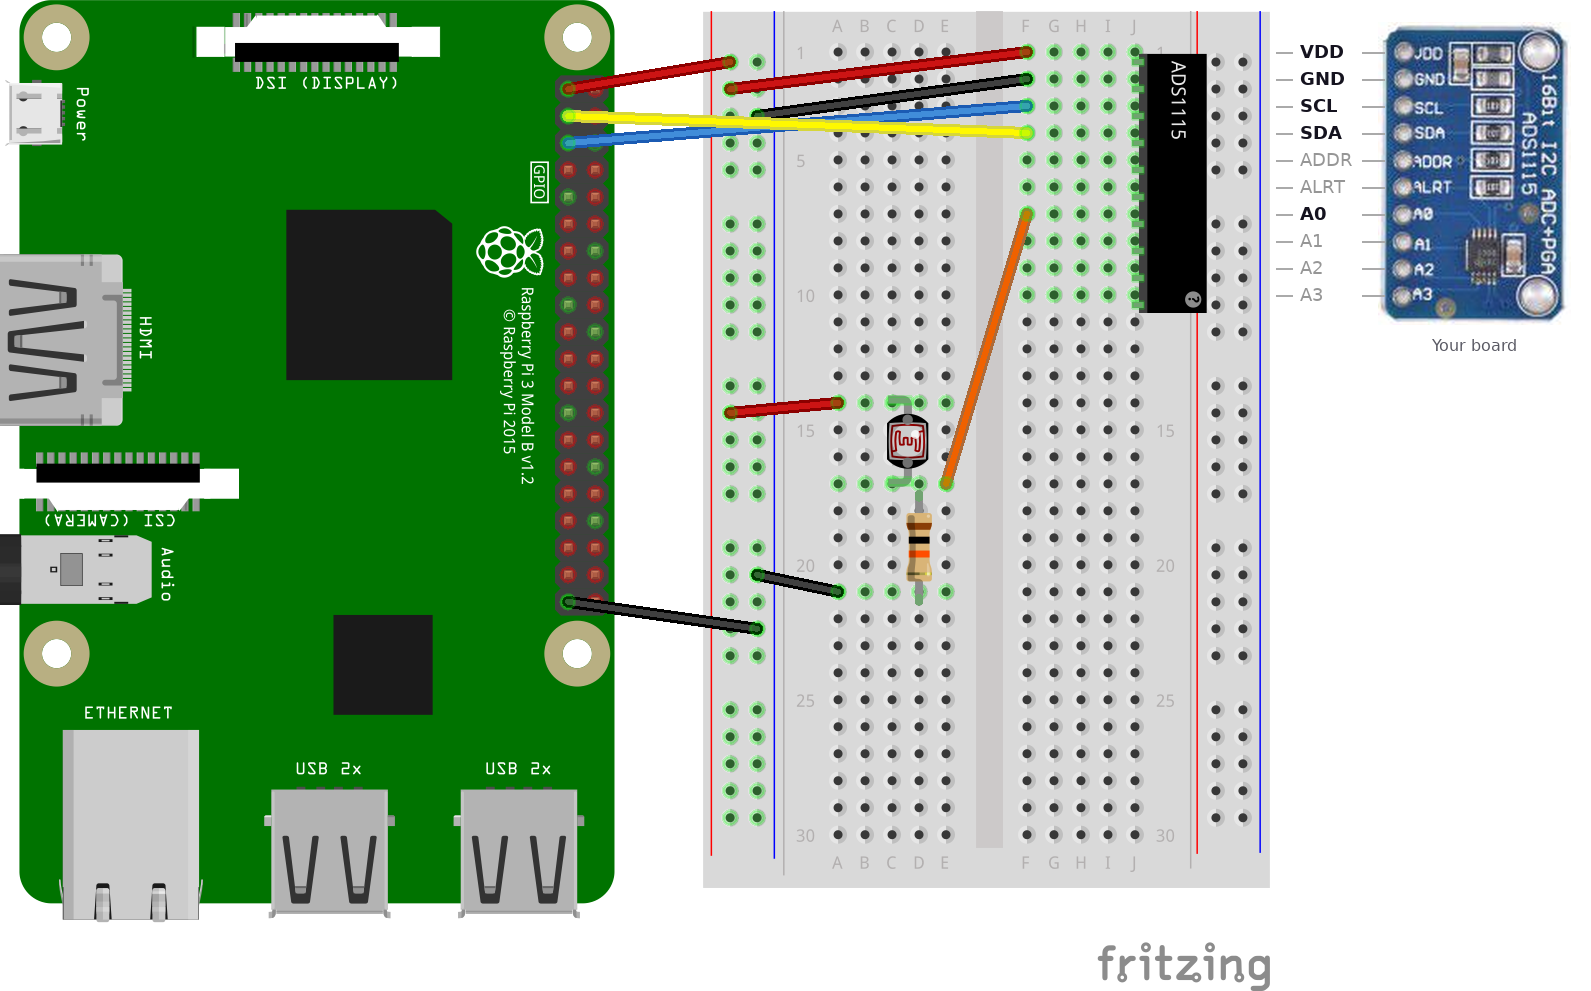 DSI (DISPLAY)
Power
GPIO
HDMI
Raspberry Pi 3 Model B v1.2
© Raspberry Pi 2015
CSI (CAMERA)
Audio
ETHERNET
USB 2x
USB 2x
A B C D E F G H I J
1 1
5
10
15 15
20 20
25 25
30 30
A B C D E F G H I J
ADS1115
?
VDD
GND
SCL
SDA
ADDR
ALRT
A0
A1
A2
A3
GND
SCL
SDA
ADDR
ALRT
A0
A1
A2
A3
16Bit I2C ADC+PGA
ADS1115
Your board
fritzing